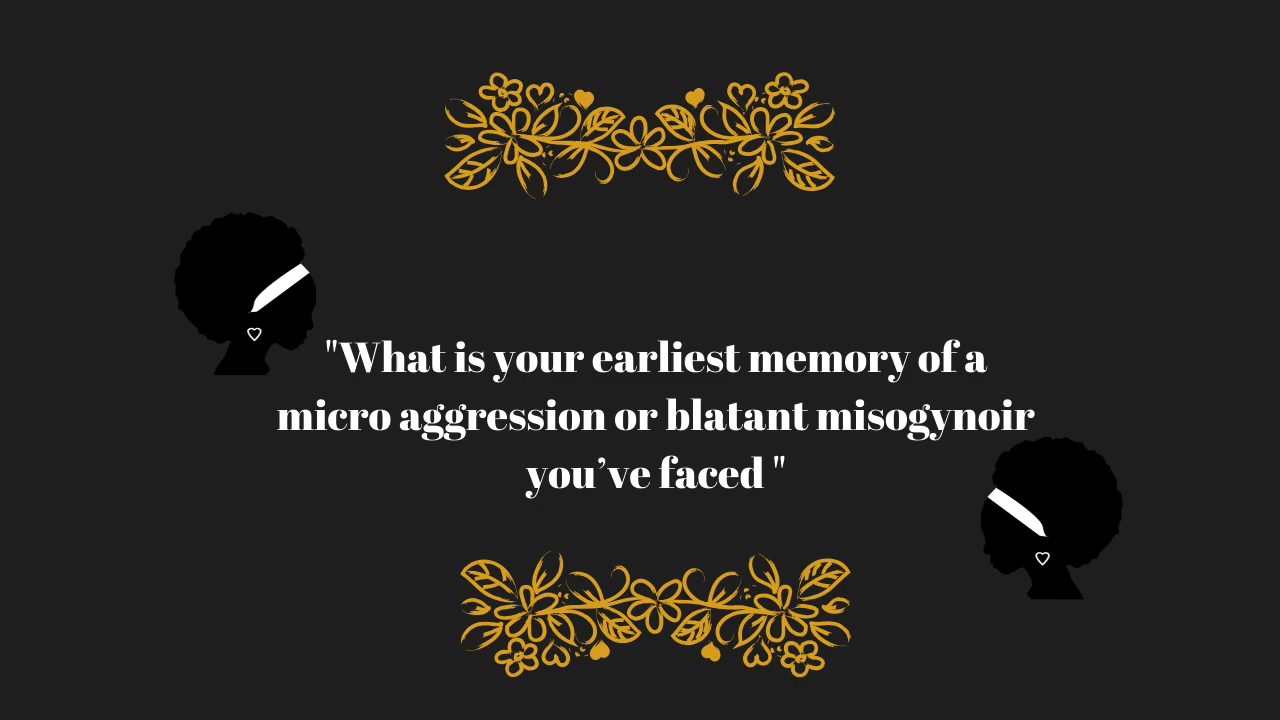 "What is your earliest memory of a
micro aggression or blatant misogynoir
you’ve faced "